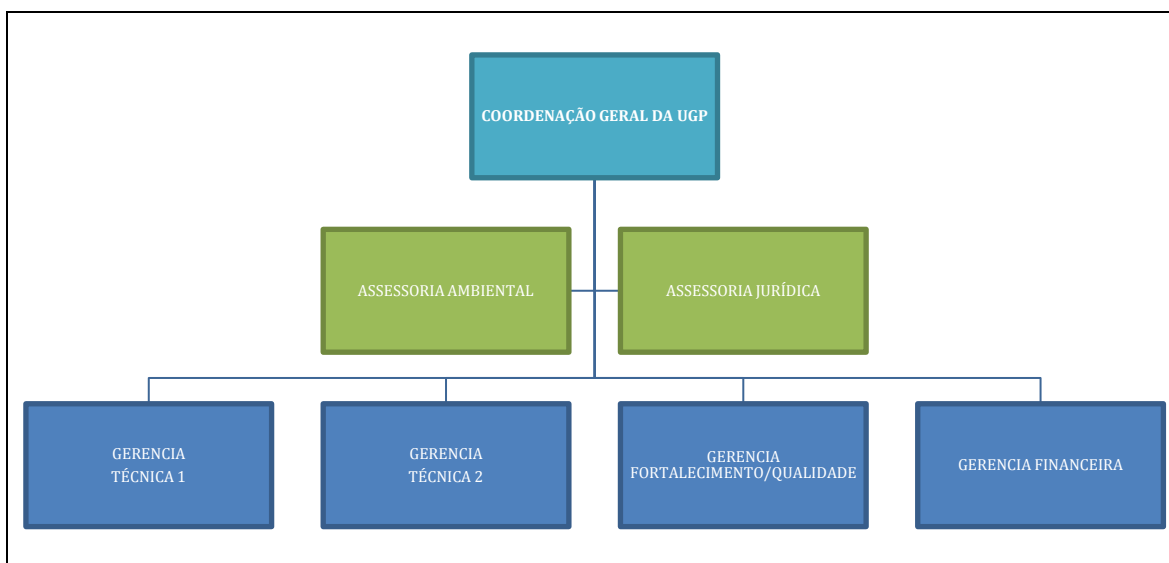 COORDENAÇÃO GERAL DA UGP
ASSESSORIA AMBIENTAL
ASSESSORIA JURÍDICA
GERENCIA
TÉCNICA 1
GERENCIA
TÉCNICA 2
GERENCIA
FORTALECIMENTO/QUALIDADE
GERENCIA FINANCEIRA